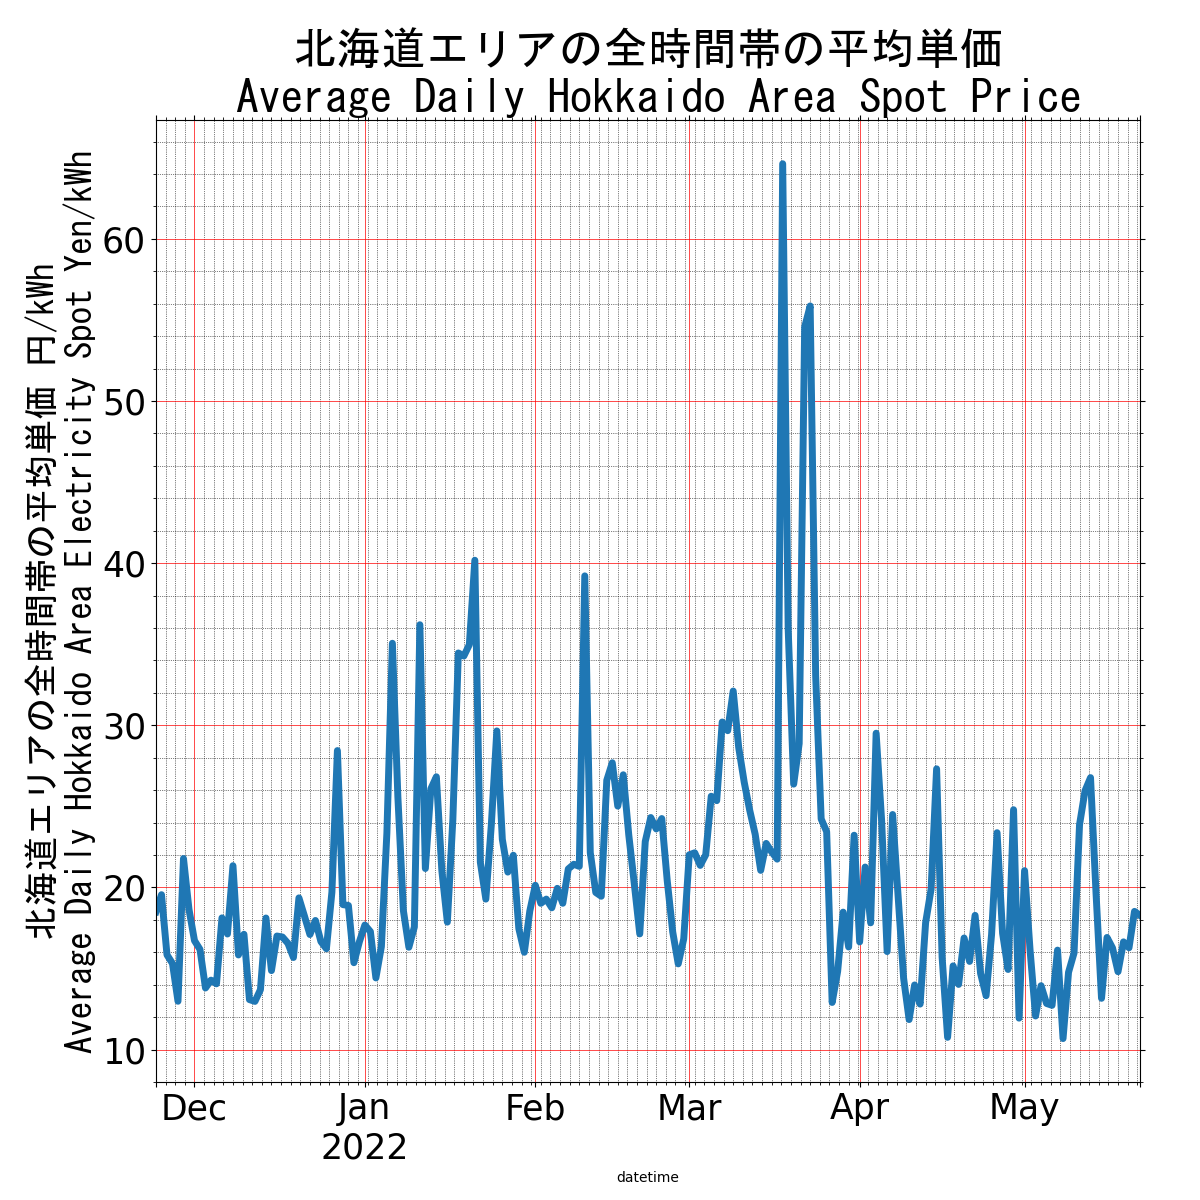 北海道エリアの全時間帯の平均単価
Average Daily Hokkaido Area Spot Price
北海道エリアの全時間帯の平均単価 円/kWh
Average Daily Hokkaido Area Electricity Spot Yen/kWh
60
50
40
30
20
10
Dec
Jan
2022
Feb
Mar
Apr
May
datetime